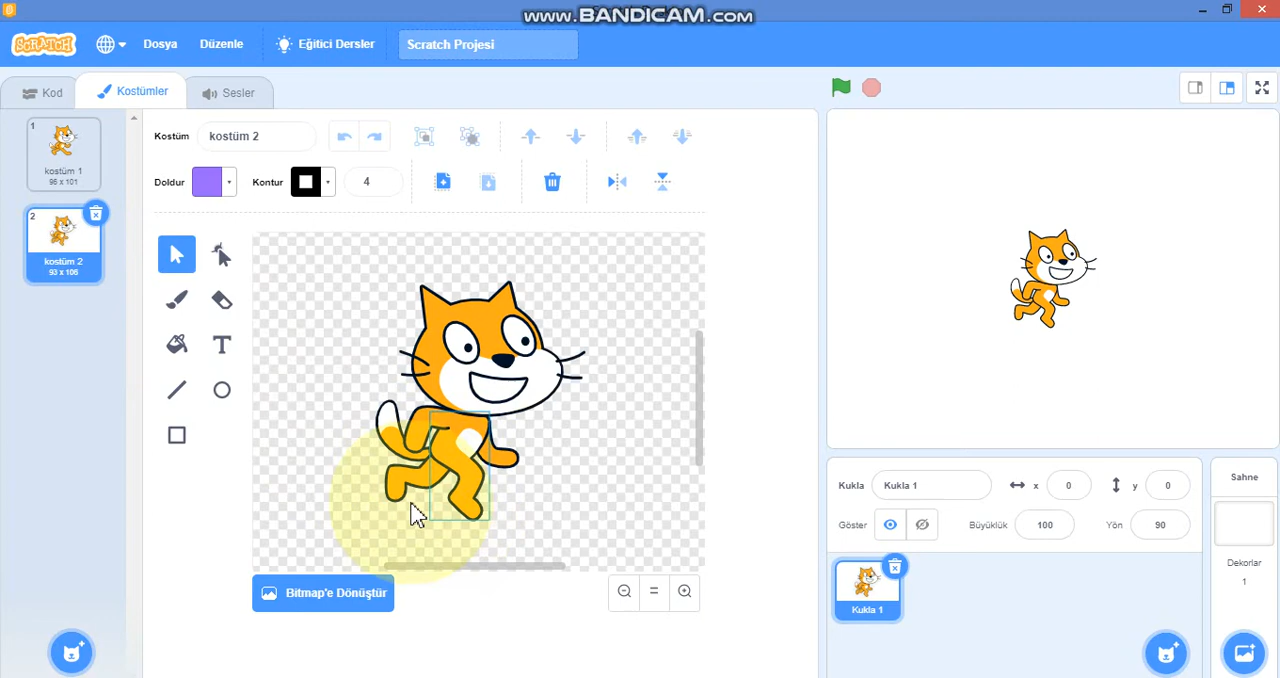 www.BANDICAM.com
SCRATCH
Dosya
Düzenle
Eğitici Dersler
Scratch Projesi
Kod
Kostümler
Sesler
1
kostüm 1
96 x 101
2
kostüm 2
93 x 106
Kostüm
kostüm 2
Doldur
Kontur
4
T
Bitmap'e Dönüştür
Kukla
Kukla 1
x
0
y
0
Göster
Büyüklük
100
Yön
90
Kukla 1
Sahne
Dekorlar
1